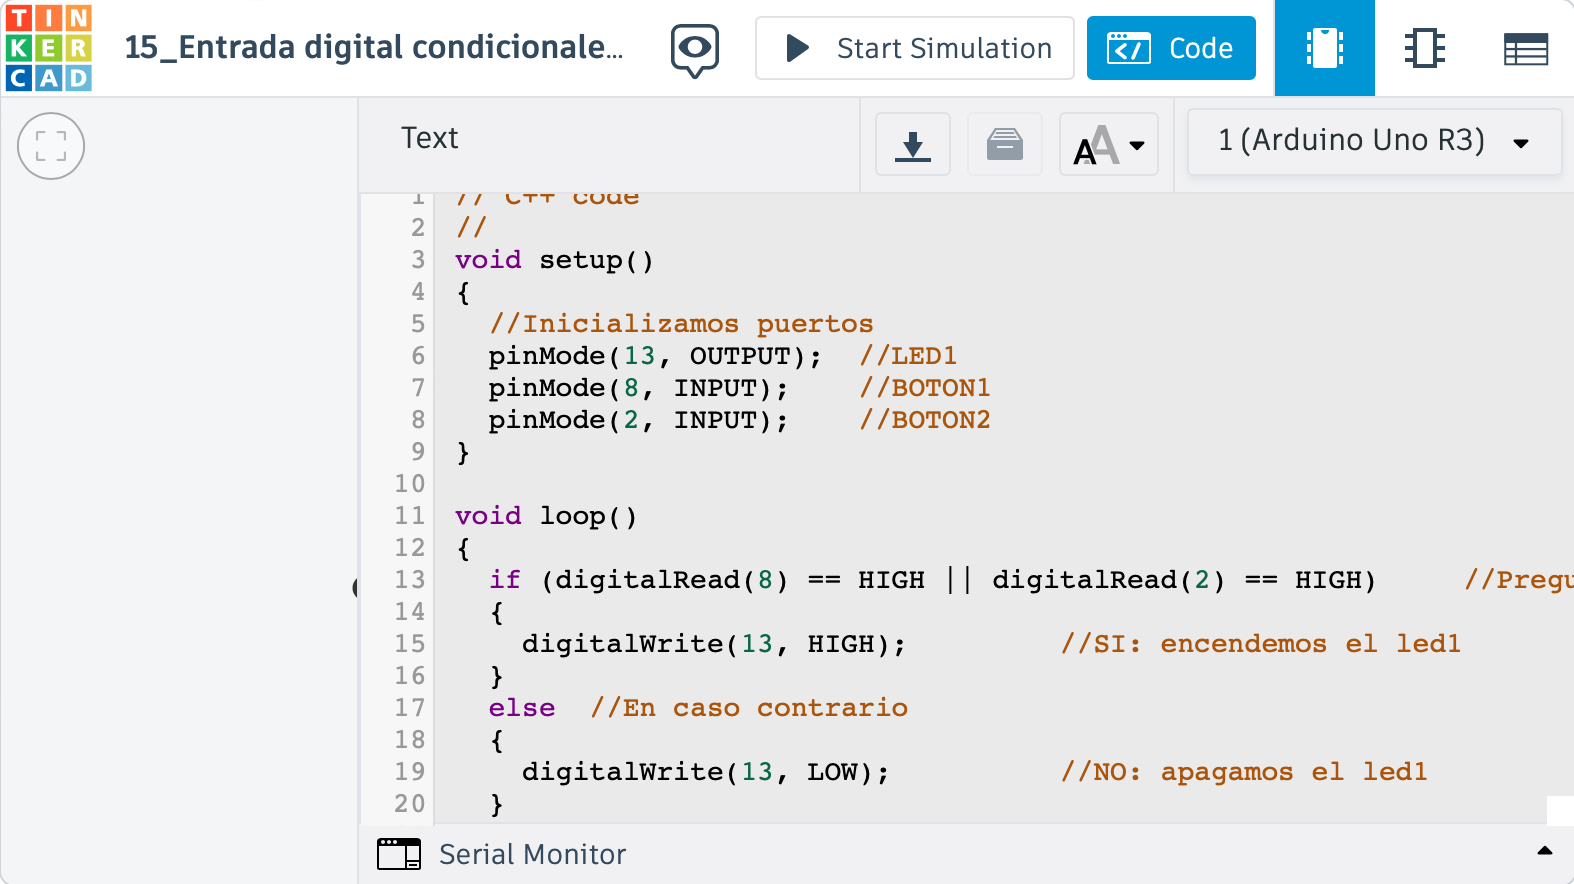 TINKERCAD
15_Entrada digital condicionale...
Start Simulation
Code
Text
AA
1 (Arduino Uno R3)
1 // C++ code
2 //
3 void setup()
4 {
5 //Inicializamos puertos
6 pinMode(13, OUTPUT); //LED1
7 pinMode(8, INPUT); //BOTON1
8 pinMode(2, INPUT); //BOTON2
9 }
10
11 void loop()
12 {
13 if (digitalRead(8) == HIGH || digitalRead(2) == HIGH) //Pregu
14 {
15 digitalWrite(13, HIGH); //SI: encendemos el led1
16 }
17 else //En caso contrario
18 {
19 digitalWrite(13, LOW); //NO: apagamos el led1
20 }
Serial Monitor